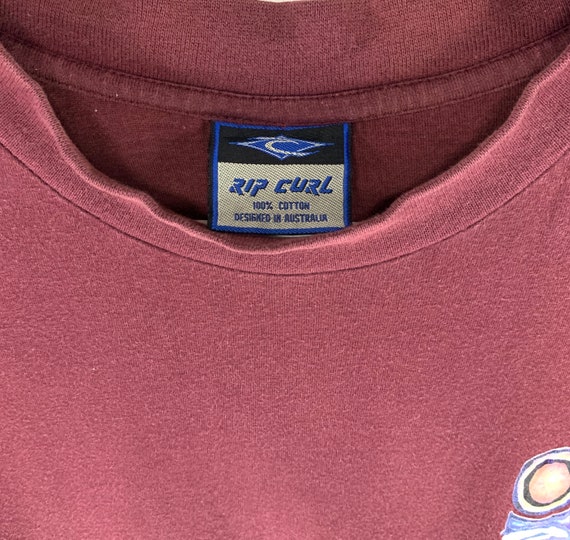 RIP CURL
100% COTTON
DESIGNED IN AUSTRALIA